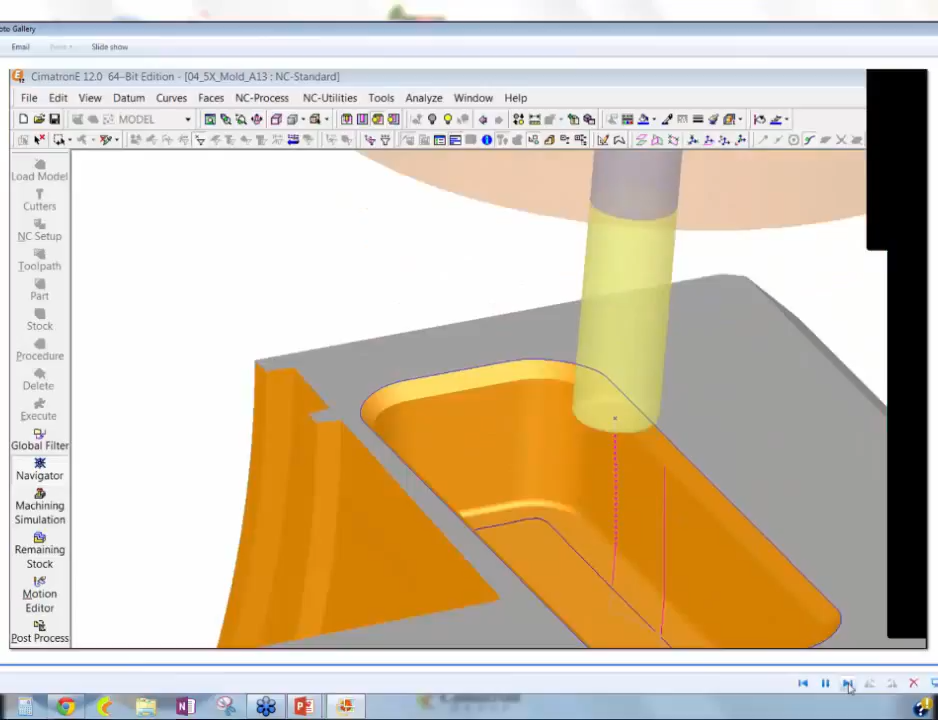 oto Gallery
Email
Slide show
CimatronE 12.0 64-Bit Edition - [04_5X_Mold_A13 : NC-Standard]
File Edit View Datum Curves Faces NC-Process NC-Utilities Tools Analyze Window Help
MODEL
Load Model
Cutters
NC Setup
Toolpath
Part
Stock
Procedure
Delete
Execute
Global Filter
Navigator
Machining
Simulation
Remaining
Stock
Motion
Editor
Post Process